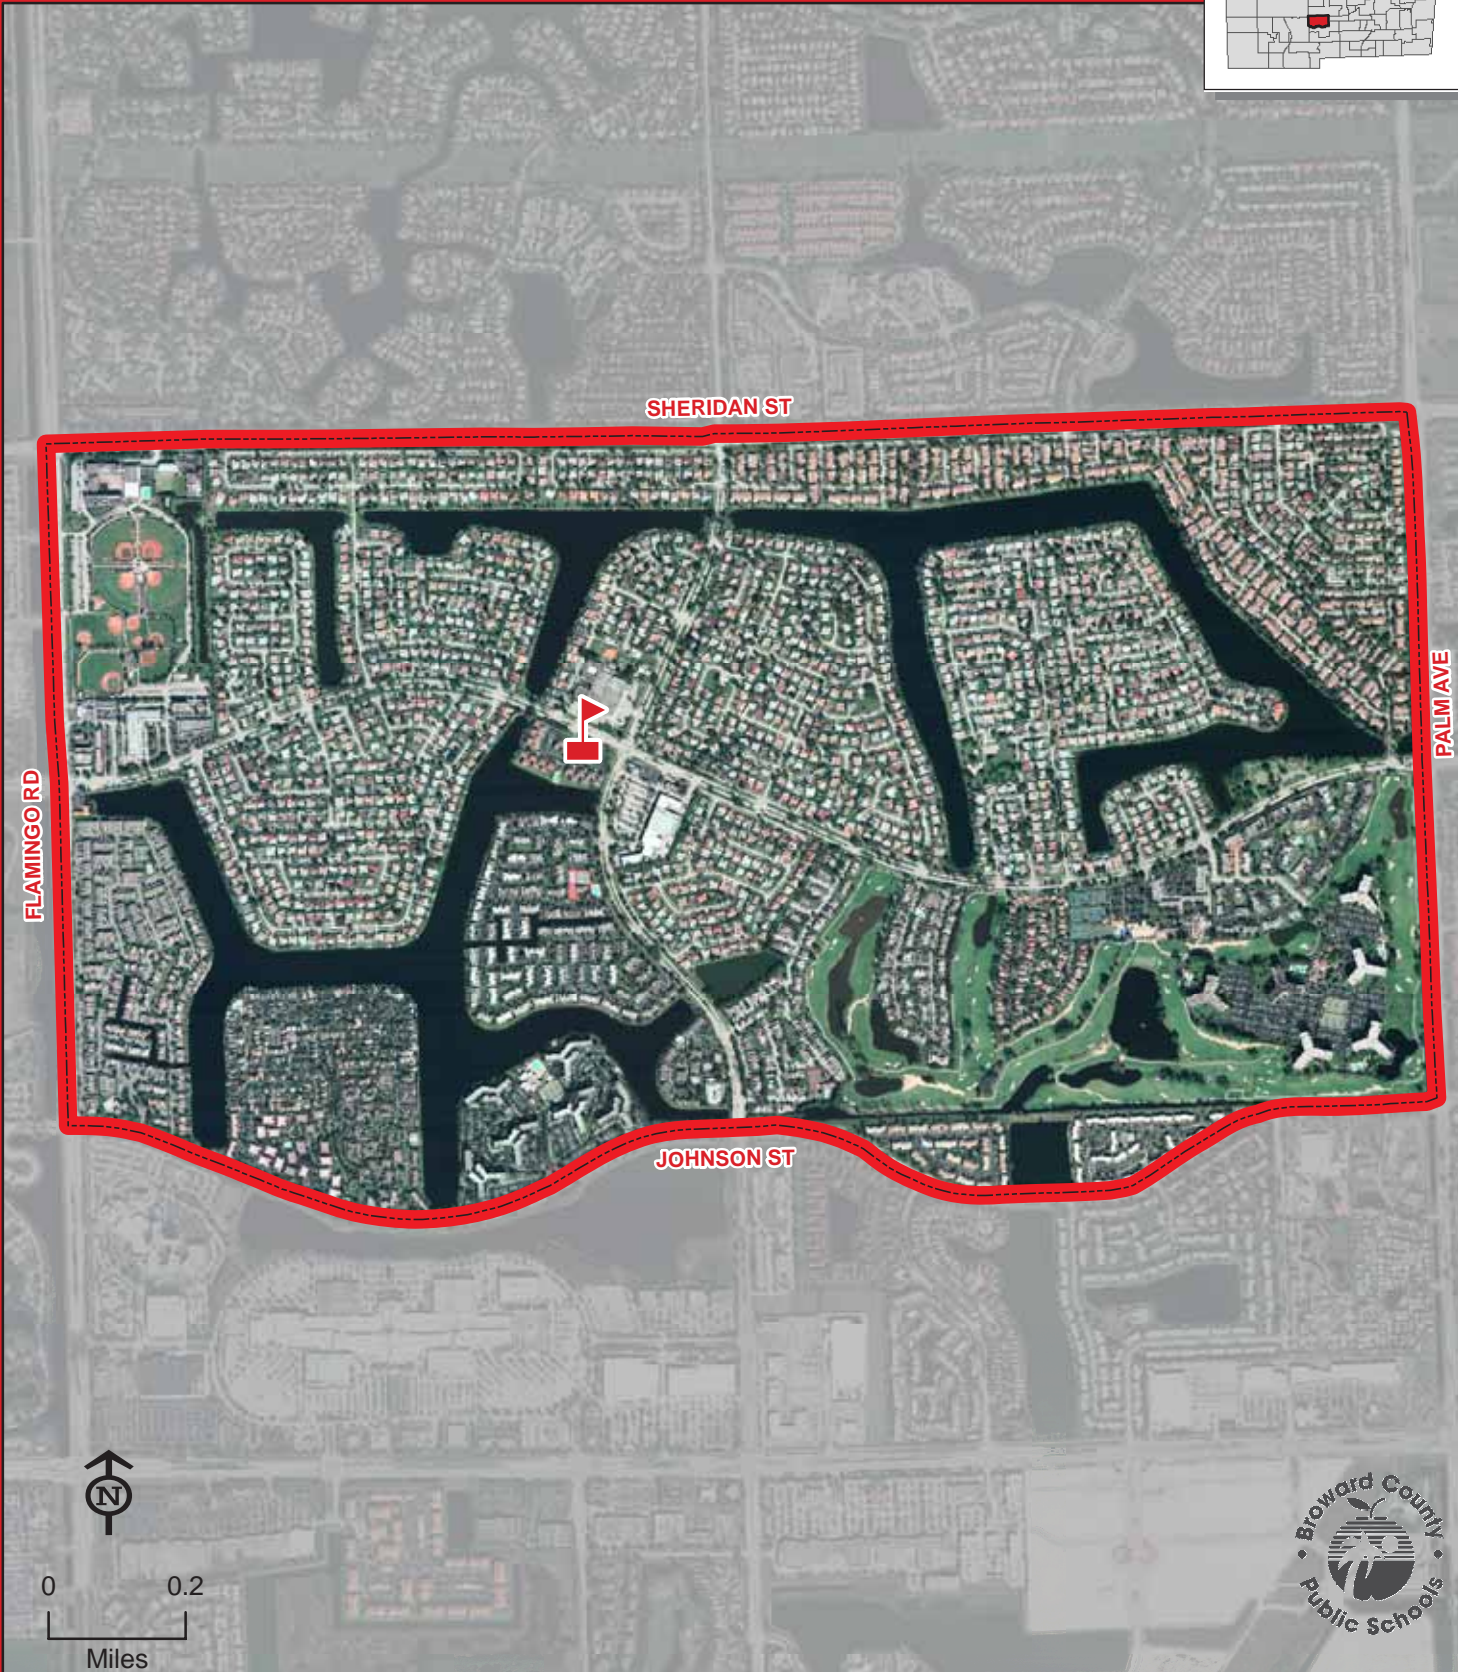 SHERIDAN ST
PALM AVE
FLAMINGO RD
JOHNSON ST
N
0 0.2
Miles
Broward County
Public Schools